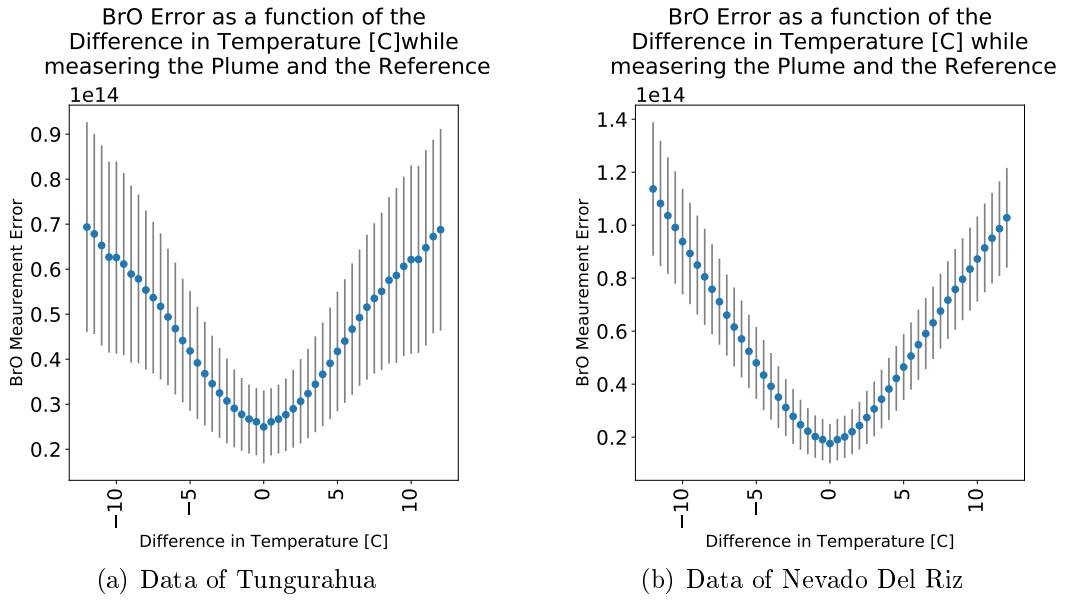 BrO Error as a function of the
Difference in Temperature [C]while
measering the Plume and the Reference
1e14
0.9
0.8
0.7
0.6
0.5
0.4
0.3
0.2
BrO Meaurement Error
−10
−5
0
5
10
Difference in Temperature [C]
(a) Data of Tungurahua
BrO Error as a function of the
Difference in Temperature [C] while
measering the Plume and the Reference
1e14
1.4
1.2
1.0
0.8
0.6
0.4
0.2
BrO Meaurement Error
−10
−5
0
5
10
Difference in Temperature [C]
(b) Data of Nevado Del Riz